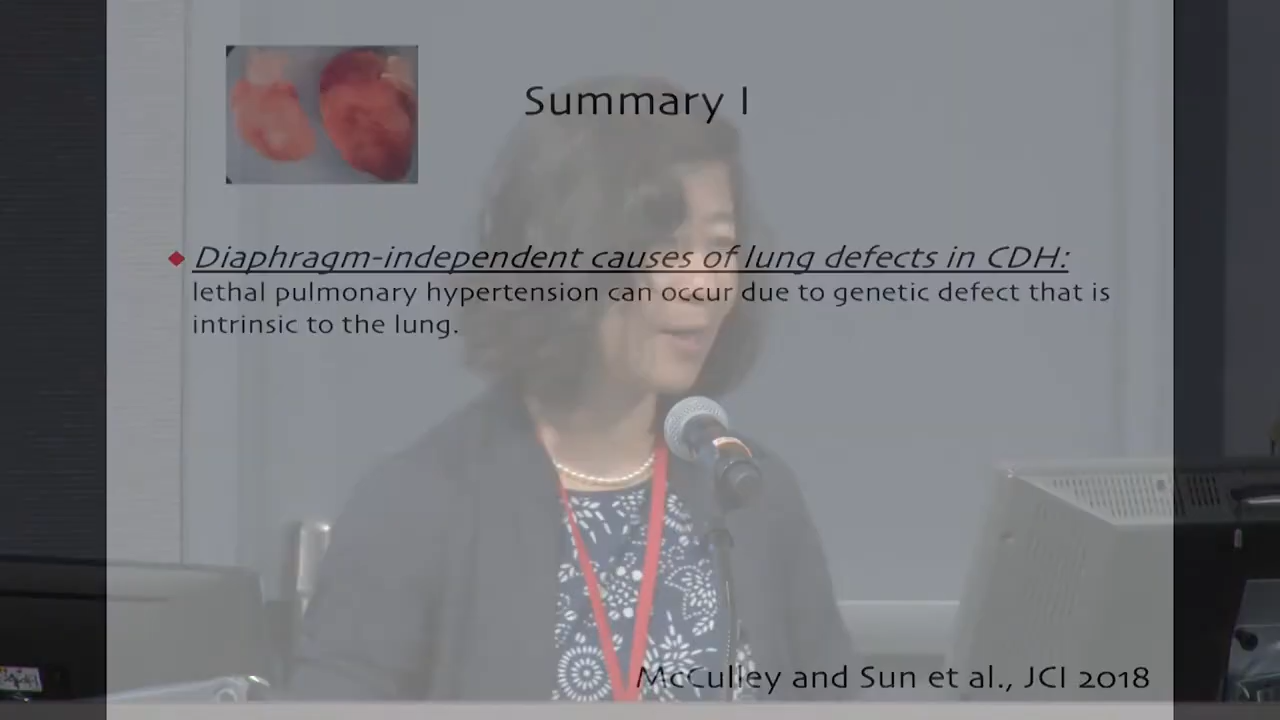 Summary I
Diaphragm-independent causes of lung defects in CDH:
lethal pulmonary hypertension can occur due to genetic defect that is
intrinsic to the lung.
McCulley and Sun et al., JCI 2018